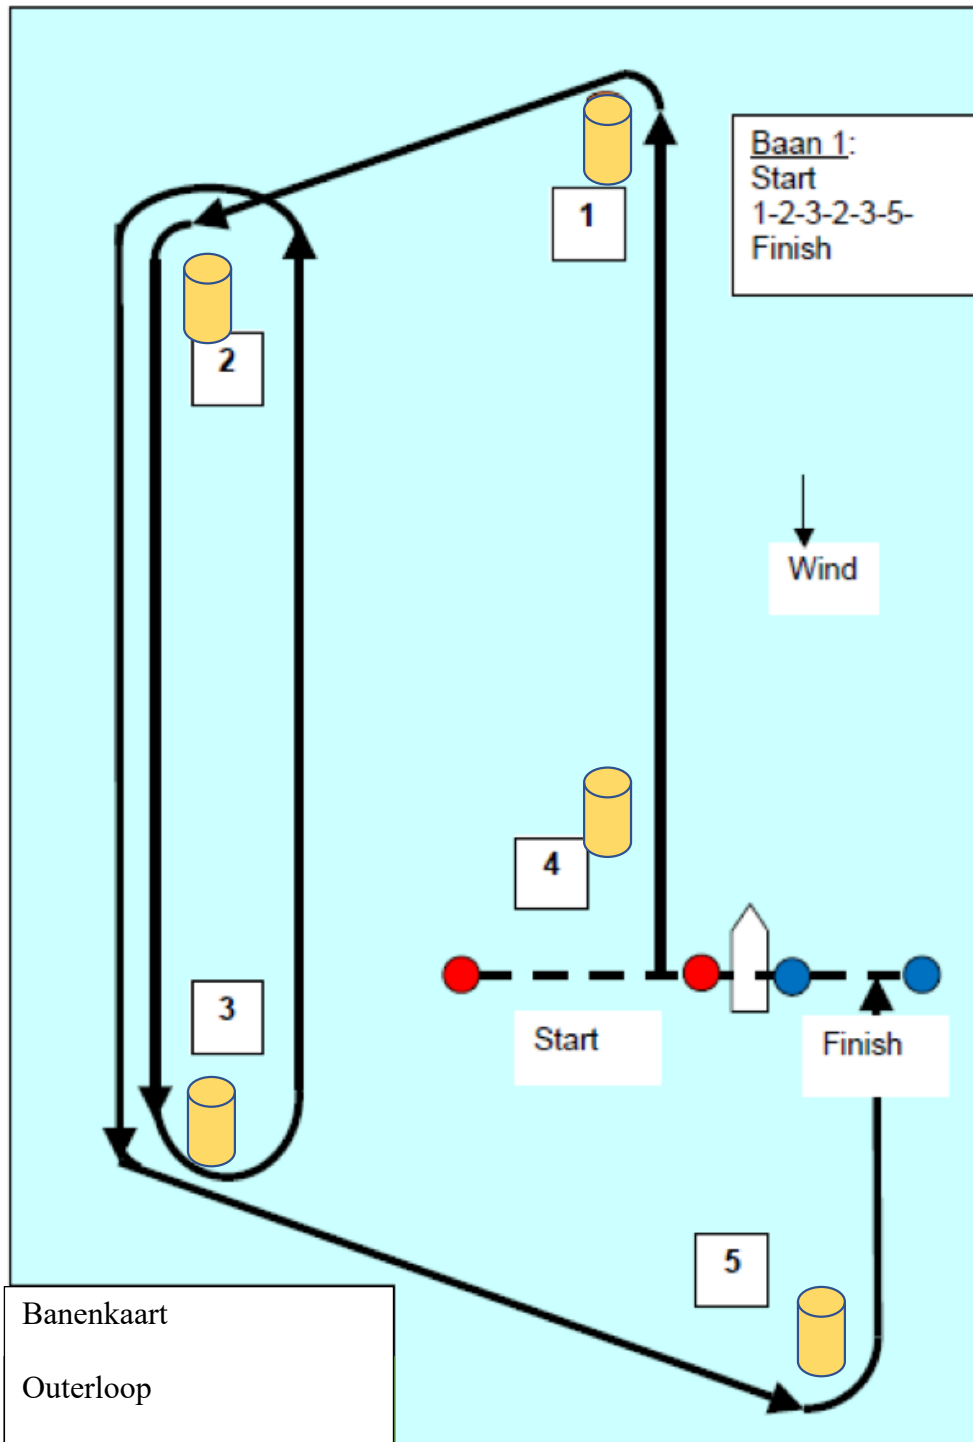 1
Baan 1:
Start
1-2-3-2-3-5-
Finish
2
Wind
4
3
Start
Finish
5
Banenkaart
Outerloop